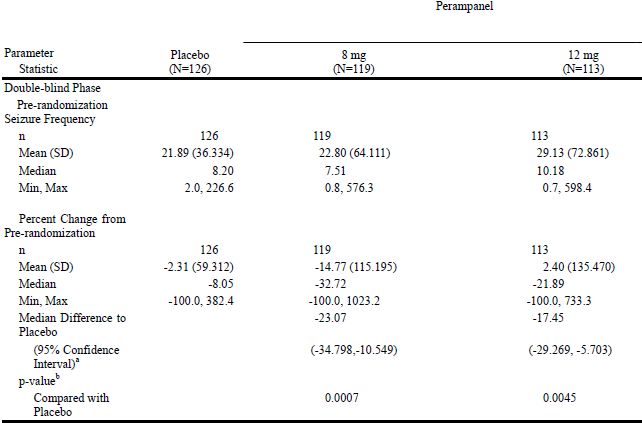 Perampanel
Parameter Placebo 8 mg 12 mg
Statistic (N=126) (N=119) (N=113)
Double-blind Phase
Pre-randomization
Seizure Frequency
n 126 119 113
Mean (SD) 21.89 (36.334) 22.80 (64.111) 29.13 (72.861)
Median 8.20 7.51 10.18
Min, Max 2.0, 226.6 0.8, 576.3 0.7, 598.4
Percent Change from
Pre-randomization
n 126 119 113
Mean (SD) -2.31 (59.312) -14.77 (115.195) 2.40 (135.470)
Median -8.05 -32.72 -21.89
Min, Max -100.0, 382.4 -100.0, 1023.2 -100.0, 733.3
Median Difference to -23.07 -17.45
Placebo
(95% Confidence (-34.798,-10.549) (-29.269, -5.703)
Interval)a
p-valueb
Compared with 0.0007 0.0045
Placebo